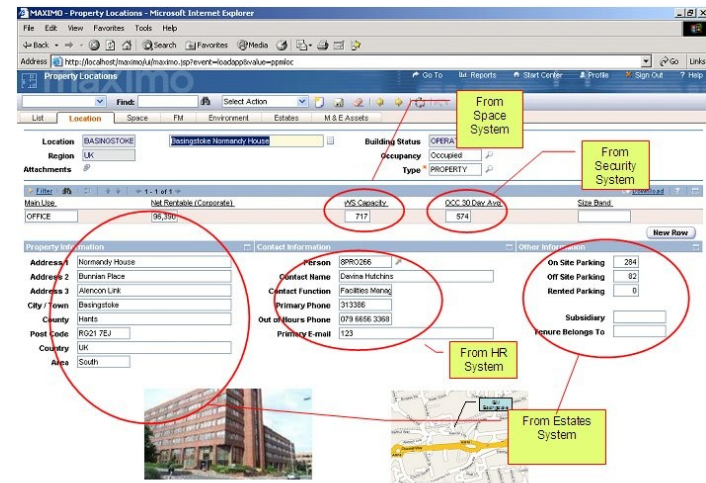 MAXIMO - Property Locations - Microsoft Internet Explorer
File Edit View Favorites Tools Help
Back Search Favorites Media
Address http://localhost/maximo/ui/maximo.jsp?event=loadapp&value=ppmloc Go Links
Property Locations Go To Reports Start Center Profile Sign Out ? Help
maximo
Find: Select Action
List Location Space FM Environment Estates M & E Assets
From Space System
Location BASINGSTOKE Basingstoke Normandy House Building Status OPERA
Region UK Occupancy Occupied
Attachments Type PROPERTY
From Security System
Filter 1 - 1 of 1 Download ?
Main Use Net Rentable (Corporate) WS Capacity OCC 30 Day Avg Size Band
OFFICE 96,390 717 574
New Row
Property Information Contact Information Other Information
Address 1 Normandy House Person 8PRO266 On Site Parking 284
Address 2 Bunnian Place Contact Name Davina Hutchins Off Site Parking 82
Address 3 Alencon Link Contact Function Facilities Manag Rented Parking 0
City / Town Basingstoke Primary Phone 313386
County Hants Out of Hours Phone 079 6656 3368 Subsidiary
Post Code RG21 7EJ Primary E-mail 123 Tenure Belongs To
Country UK
Area South
From HR System
From Estates System